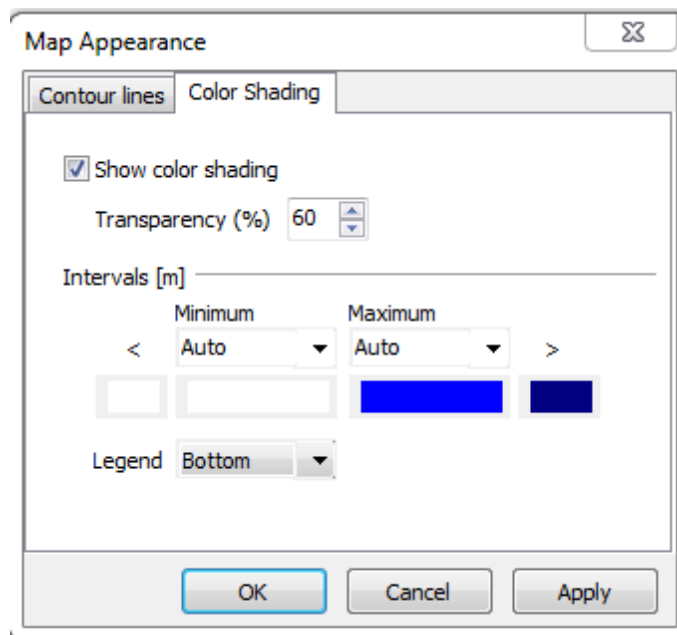 Map Appearance
Contour lines Color Shading
Show color shading
Transparency (%) 60
Intervals [m]
Minimum Maximum
< Auto Auto >
Legend Bottom
OK Cancel Apply